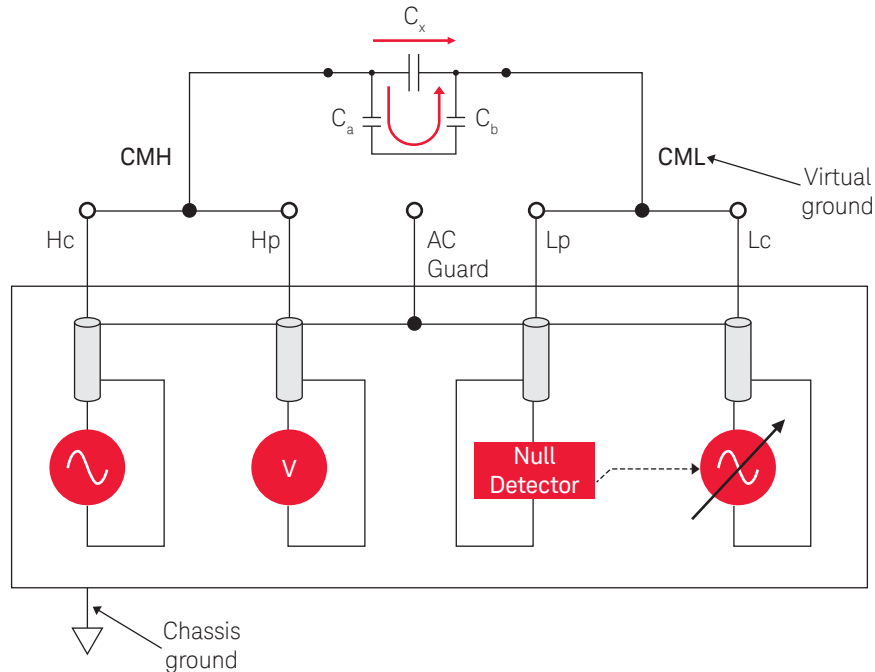 Cx
Ca
Cb
CMH
CML
Virtual
ground
Hc
Hp
AC
Guard
Lp
Lc
V
Null
Detector
Chassis
ground